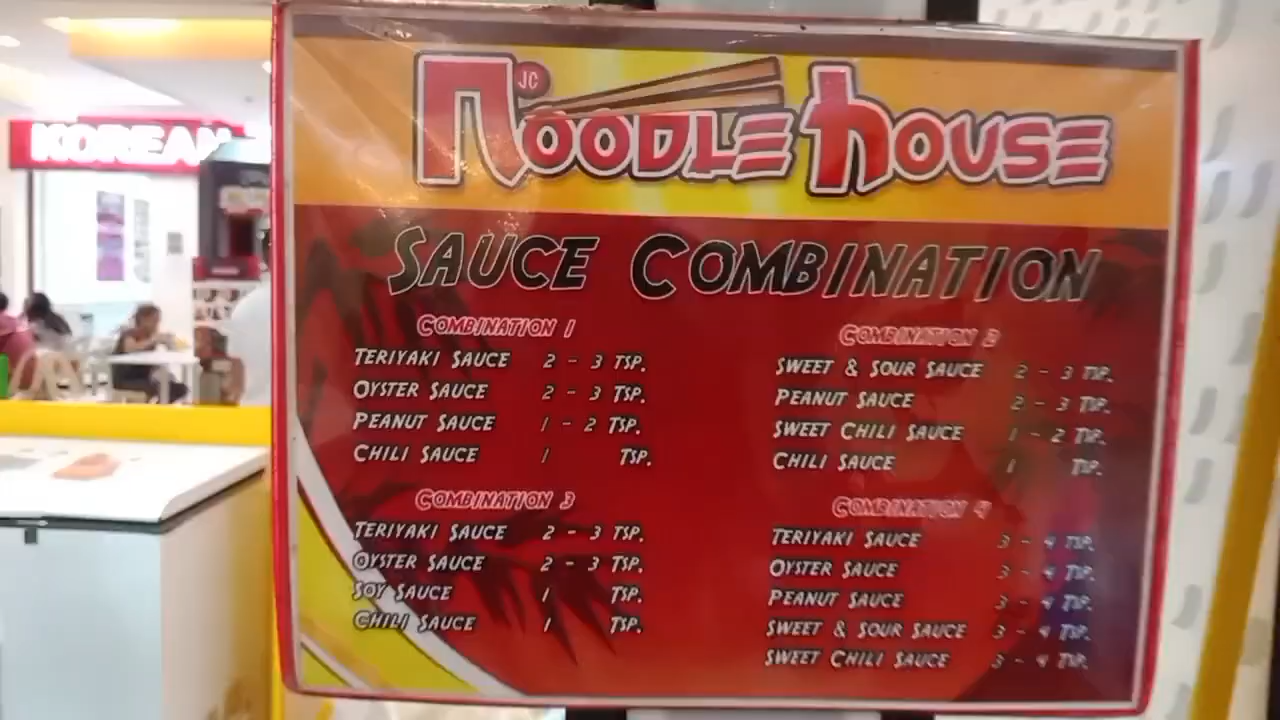 KOREAN
JC
NOODLE HOUSE
SAUCE COMBINATION
COMBINATION 1
TERIYAKI SAUCE 2 - 3 TSP.
OYSTER SAUCE 2 - 3 TSP.
PEANUT SAUCE 1 - 2 TSP.
CHILI SAUCE 1 TSP.
COMBINATION 2
SWEET & SOUR SAUCE 2 - 3 TSP.
PEANUT SAUCE 2 - 3 TSP.
SWEET CHILI SAUCE 1 - 2 TSP.
CHILI SAUCE 1 TSP.
COMBINATION 3
TERIYAKI SAUCE 2 - 3 TSP.
OYSTER SAUCE 2 - 3 TSP.
SOY SAUCE 1 TSP.
CHILI SAUCE 1 TSP.
COMBINATION 4
TERIYAKI SAUCE 3 - 4 TSP.
OYSTER SAUCE 3 - 4 TSP.
PEANUT SAUCE 3 - 4 TSP.
SWEET & SOUR SAUCE 3 - 4 TSP.
SWEET CHILI SAUCE 3 - 4 TSP.